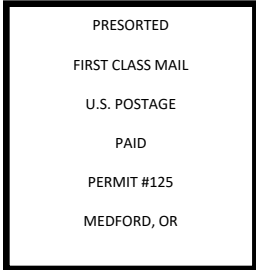 PRESORTED
FIRST CLASS MAIL
U.S. POSTAGE
PAID
PERMIT #125
MEDFORD, OR